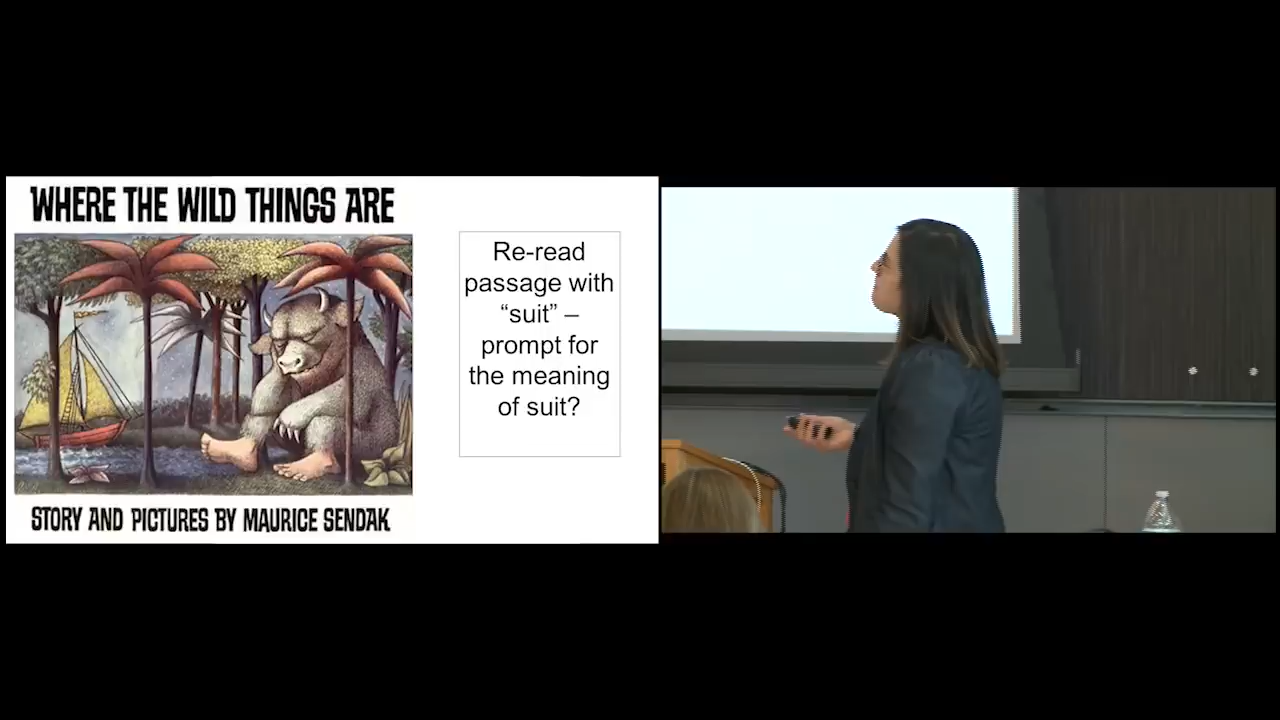 WHERE THE WILD THINGS ARE
STORY AND PICTURES BY MAURICE SENDAK
Re-read
passage with
“suit” –
prompt for
the meaning
of suit?